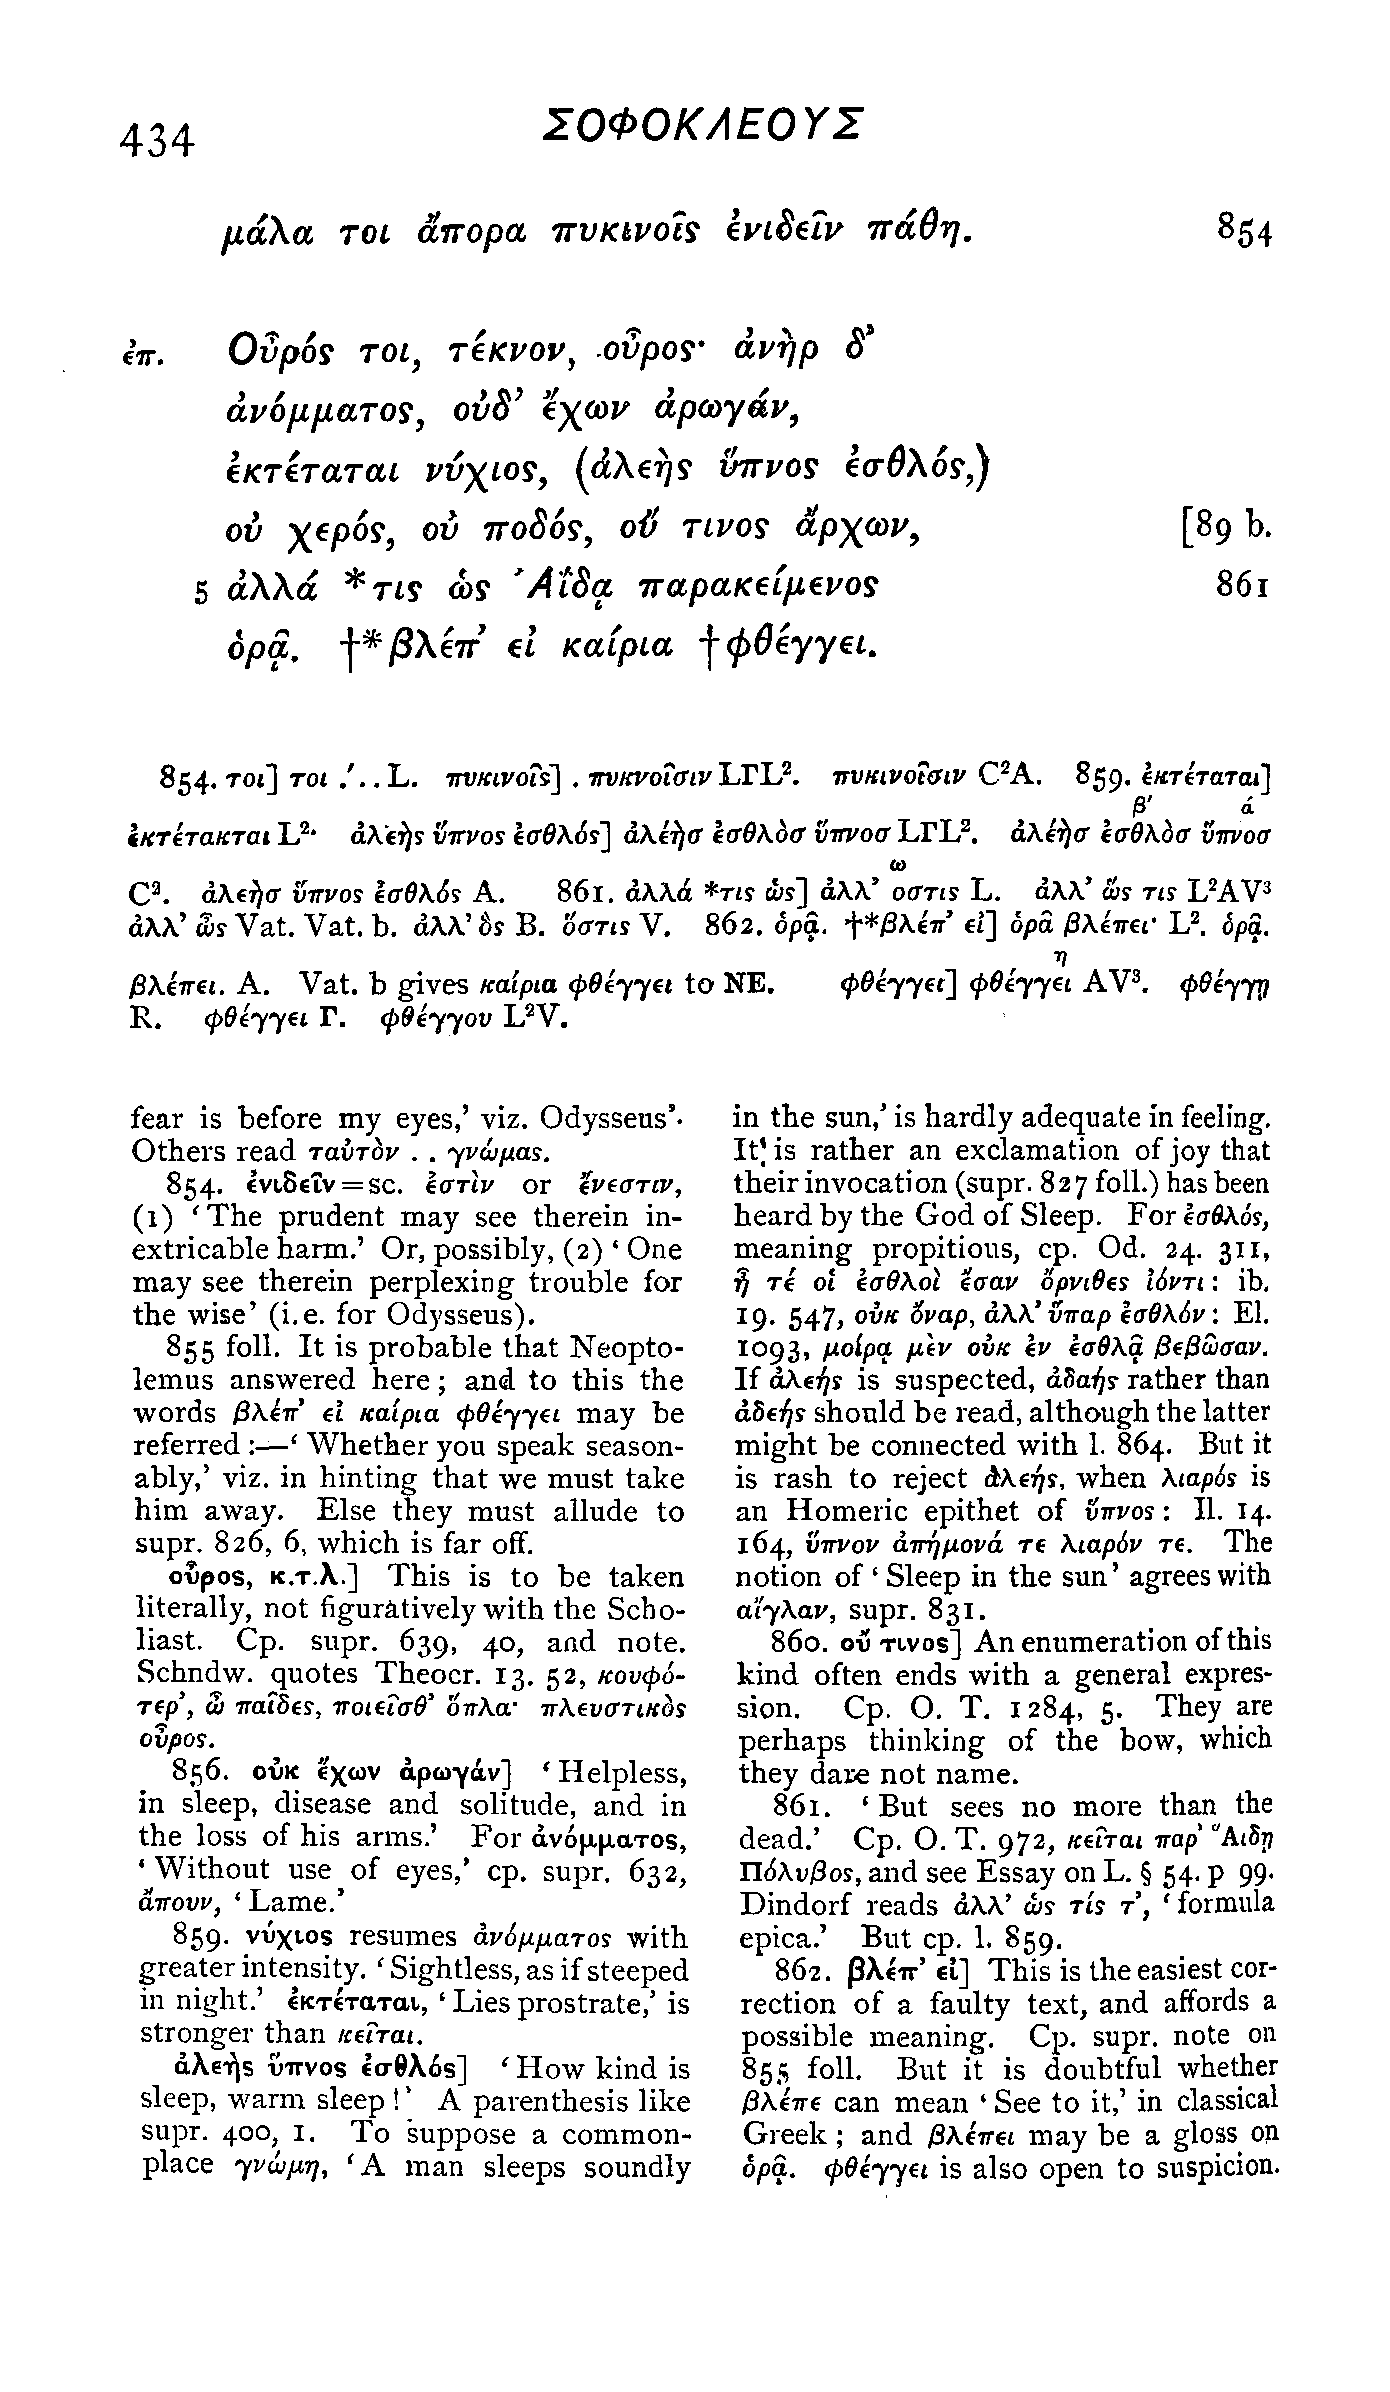 434
ΣΟΦΟΚΛΕΟΥΣ
μάλα τοι ἄπορα πυκινοῖς ἐνιδεῖν πάθη. 854
ἐπ. Οὖρός τοι, τέκνον, οὖρος· ἀνὴρ δ’
ἀνόμματος, οὐδ’ ἔχων ἀρωγάν,
ἐκτέταται νύχιος, (ἀλεὴς ὕπνος ἐσθλός,)
οὐ χερός, οὐ ποδός, οὔ τινος ἄρχων, [89 b.
5 ἀλλά *τις ὡς Ἀΐδᾳ παρακείμενος 861
ὁρᾷ. †*βλέπ’ εἰ καίρια †φθέγγει.
854. τοι] τοι .′. . L. πυκινοῖς] . πυκνοῖσιν LΓL². πυκινοῖσιν C²A. 859. ἐκτέταται]
β′ ά
ἐκτέτακται L²· ἀλεὴς ὕπνος ἐσθλός] ἀλέὴσ ἐσθλὸσ ὕπνοσ LΓL². ἀλέὴσ ἐσθλὸσ ὕπνοσ
ω
C². ἀλεὴσ ὕπνος ἐσθλός A. 861. ἀλλά *τις ὡς] ἀλλ’ οστις L. ἀλλ’ ὥς τις L²AV³
ἀλλ’ ὧς Vat. Vat. b. ἀλλ’ ὃς B. ὅστις V. 862. ὁρᾷ. †*βλέπ’ εἰ] ὁρᾶ βλέπει· L². ὁρᾷ.
η
βλέπει. A. Vat. b gives καίρια φθέγγει to NE. φθέγγει] φθέγγει AV³. φθέγγῃ
R. φθέγγει Γ. φθέγγου L²V.
fear is before my eyes,’ viz. Odysseus’.
Others read ταὐτὸν . . γνώμας.
854. ἐνιδεῖν = sc. ἐστὶν or ἔνεστιν,
(1) ‘The prudent may see therein in-
extricable harm.’ Or, possibly, (2) ‘One
may see therein perplexing trouble for
the wise’ (i.e. for Odysseus).
855 foll. It is probable that Neopto-
lemus answered here; and to this the
words βλέπ’ εἰ καίρια φθέγγει may be
referred:—‘Whether you speak season-
ably,’ viz. in hinting that we must take
him away. Else they must allude to
supr. 826, 6, which is far off.
οὖρος, κ.τ.λ.] This is to be taken
literally, not figuratively with the Scho-
liast. Cp. supr. 639, 40, and note.
Schndw. quotes Theocr. 13. 52, κουφό-
τερ’, ὦ παῖδες, ποιεῖσθ’ ὅπλα· πλευστικὸς
οὖρος.
856. οὐκ ἔχων ἀρωγάν] ‘Helpless,
in sleep, disease and solitude, and in
the loss of his arms.’ For ἀνόμματος,
‘Without use of eyes,’ cp. supr. 632,
ἄπουν, ‘Lame.’
859. νύχιος resumes ἀνόμματος with
greater intensity. ‘Sightless, as if steeped
in night.’ ἐκτέταται, ‘Lies prostrate,’ is
stronger than κεῖται.
ἀλεὴς ὕπνος ἐσθλός] ‘How kind is
sleep, warm sleep!’ A parenthesis like
supr. 400, 1. To suppose a common-
place γνώμη, ‘A man sleeps soundly
in the sun,’ is hardly adequate in feeling.
It is rather an exclamation of joy that
their invocation (supr. 827 foll.) has been
heard by the God of Sleep. For ἐσθλός,
meaning propitious, cp. Od. 24. 311,
ἦ τέ οἱ ἐσθλοὶ ἔσαν ὄρνιθες ἰόντι: ib.
19. 547, οὐκ ὄναρ, ἀλλ’ ὕπαρ ἐσθλόν: El.
1093, μοίρᾳ μὲν οὐκ ἐν ἐσθλᾷ βεβῶσαν.
If ἀλεής is suspected, ἀδαής rather than
ἀδεής should be read, although the latter
might be connected with l. 864. But it
is rash to reject ἀλεής, when λιαρός is
an Homeric epithet of ὕπνος: Il. 14.
164, ὕπνον ἀπήμονά τε λιαρόν τε. The
notion of ‘Sleep in the sun’ agrees with
αἴγλαν, supr. 831.
860. οὔ τινος] An enumeration of this
kind often ends with a general expres-
sion. Cp. O. T. 1284, 5. They are
perhaps thinking of the bow, which
they dare not name.
861. ‘But sees no more than the
dead.’ Cp. O. T. 972, κεῖται παρ’ Ἅιδῃ
Πόλυβος, and see Essay on L. § 54. p 99.
Dindorf reads ἀλλ’ ὡς τίς τ’, ‘formula
epica.’ But cp. l. 859.
862. βλέπ’ εἰ] This is the easiest cor-
rection of a faulty text, and affords a
possible meaning. Cp. supr. note on
855 foll. But it is doubtful whether
βλέπε can mean ‘See to it,’ in classical
Greek; and βλέπει may be a gloss on
ὁρᾷ. φθέγγει is also open to suspicion.